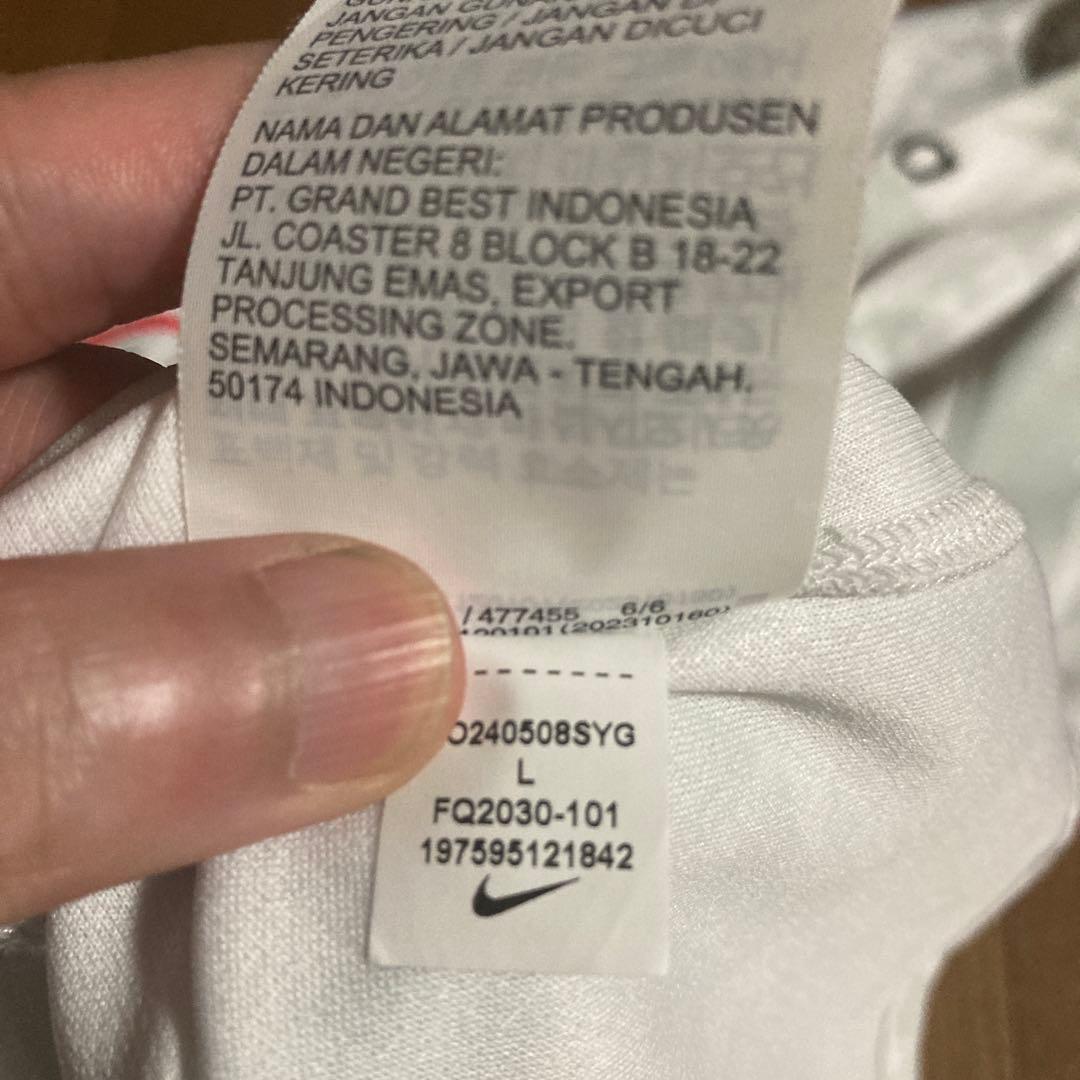 JANGAN
PENGERING / JANGAN DI
SETERIKA / JANGAN DICUCI
KERING
NAMA DAN ALAMAT PRODUSEN
DALAM NEGERI:
PT. GRAND BEST INDONESIA
JL. COASTER 8 BLOCK B 18-22
TANJUNG EMAS, EXPORT
PROCESSING ZONE.
SEMARANG, JAWA - TENGAH.
50174 INDONESIA
/ 477455 6/6
(202310160)
O240508SYG
L
FQ2030-101
197595121842